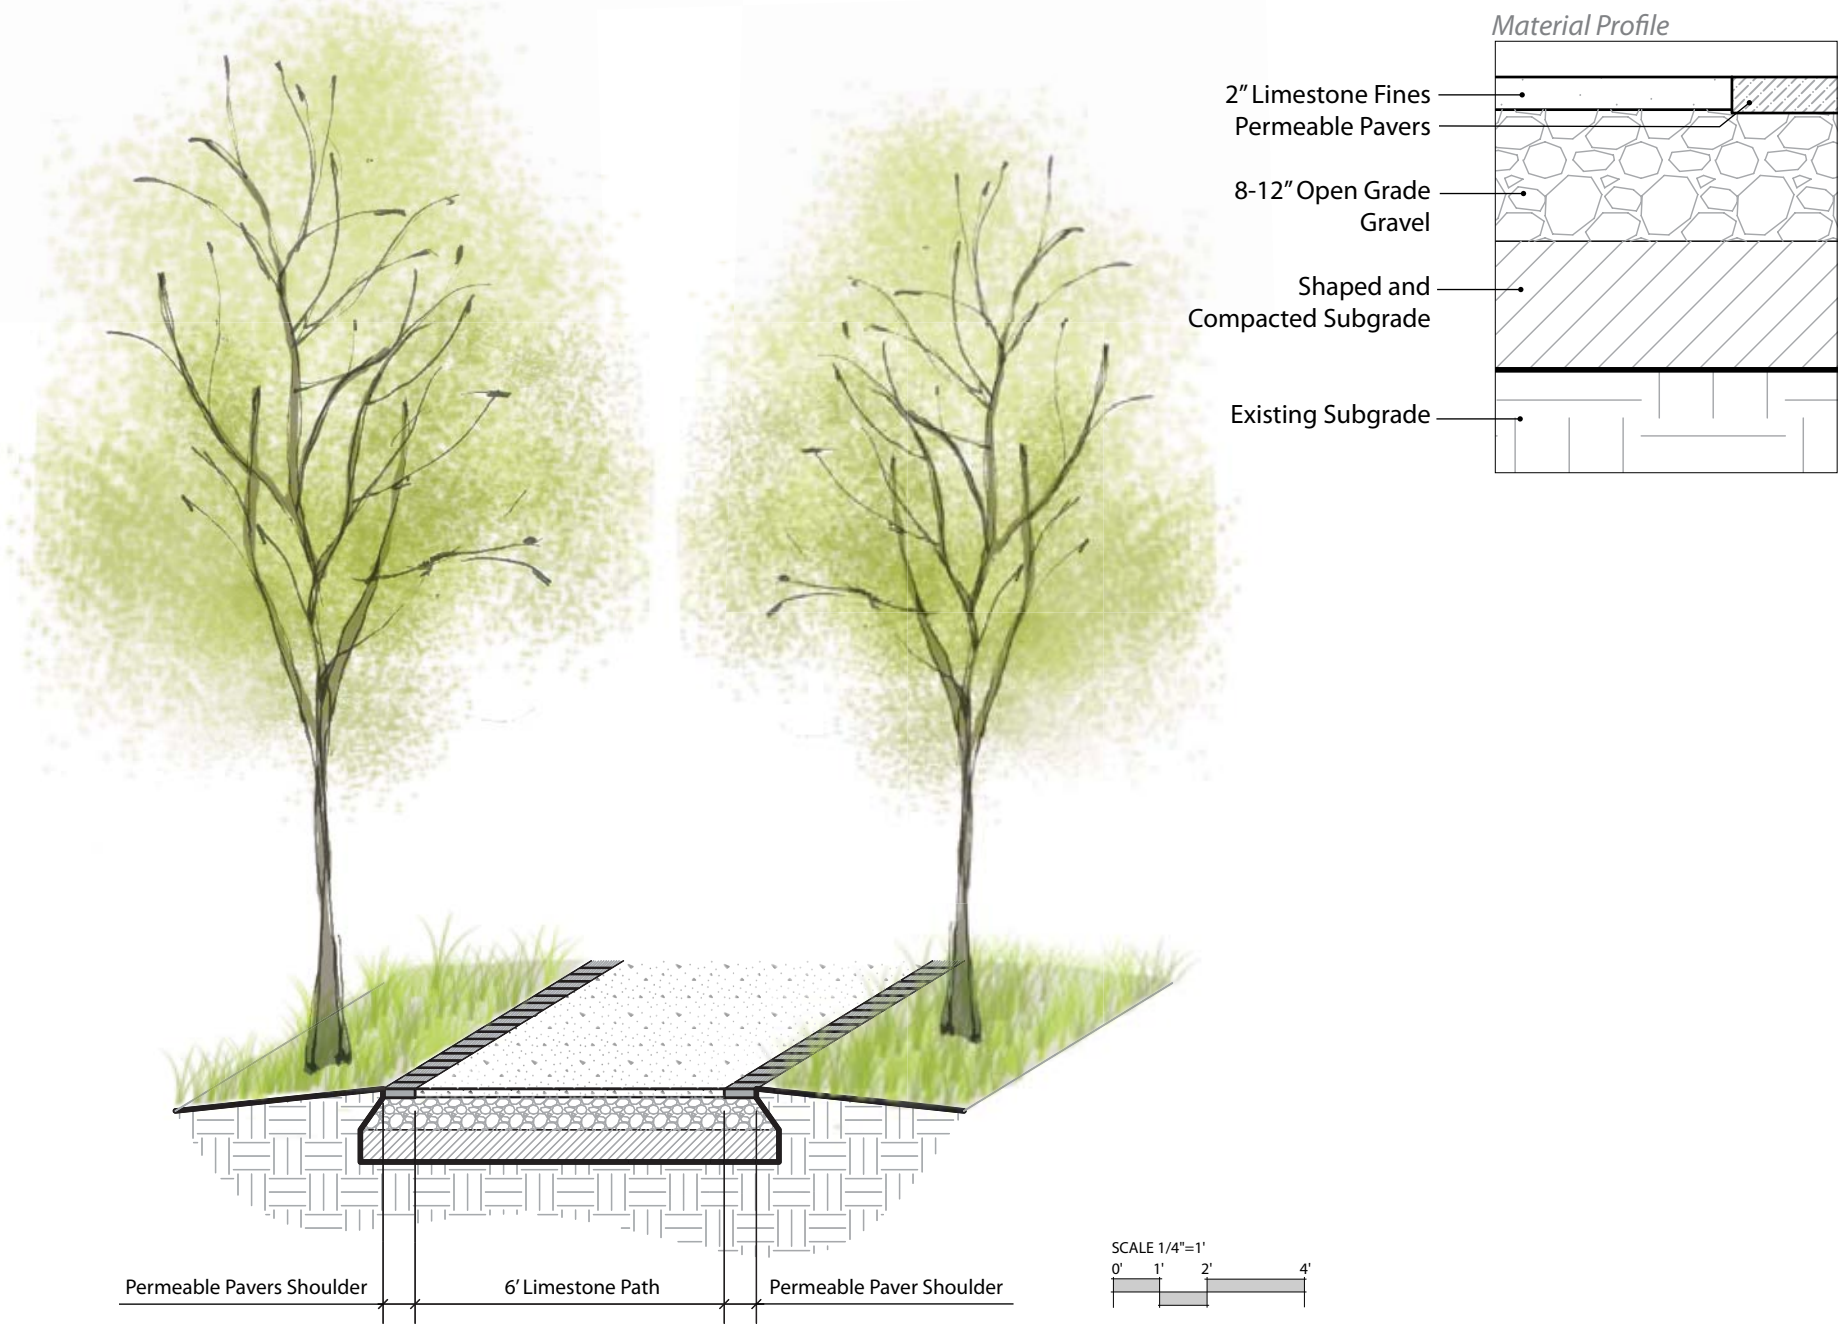 Material Profile
2” Limestone Fines
Permeable Pavers
8-12” Open Grade
Gravel
Shaped and
Compacted Subgrade
Existing Subgrade
SCALE 1/4"=1'
0' 1' 2' 4'
Permeable Pavers Shoulder 6’ Limestone Path Permeable Paver Shoulder